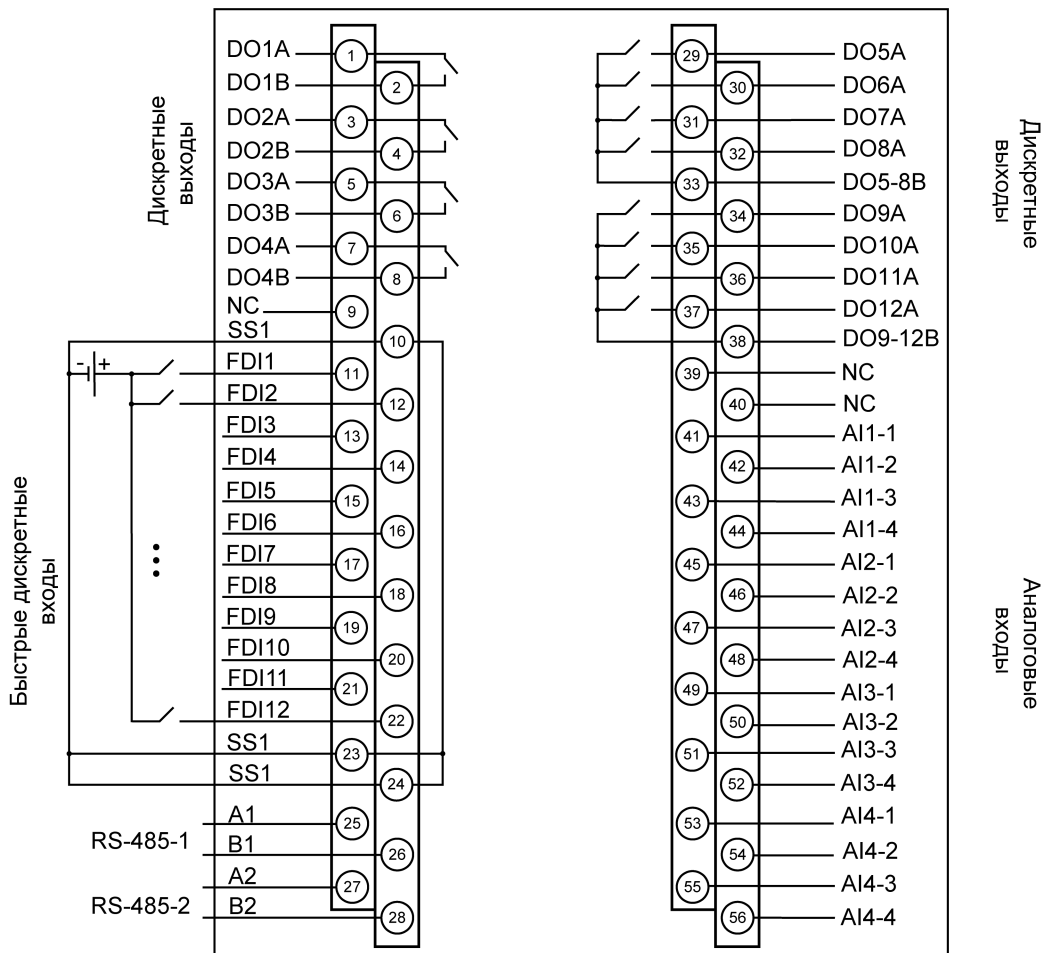 Дискретные
выходы
DO1A 1
DO1B 2
DO2A 3
DO2B 4
DO3A 5
DO3B 6
DO4A 7
DO4B 8
NC 9
SS1 10
- +
FDI1 11
FDI2 12
FDI3 13
FDI4 14
FDI5 15
FDI6 16
FDI7 17
FDI8 18
FDI9 19
FDI10 20
FDI11 21
FDI12 22
SS1 23
SS1 24
Быстрые дискретные
входы
RS-485-1
A1 25
B1 26
RS-485-2
A2 27
B2 28
29 DO5A
30 DO6A
31 DO7A
32 DO8A
33 DO5-8B
34 DO9A
35 DO10A
36 DO11A
37 DO12A
38 DO9-12B
39 NC
40 NC
41 AI1-1
42 AI1-2
43 AI1-3
44 AI1-4
45 AI2-1
46 AI2-2
47 AI2-3
48 AI2-4
49 AI3-1
50 AI3-2
51 AI3-3
52 AI3-4
53 AI4-1
54 AI4-2
55 AI4-3
56 AI4-4
Дискретные
выходы
Аналоговые
входы